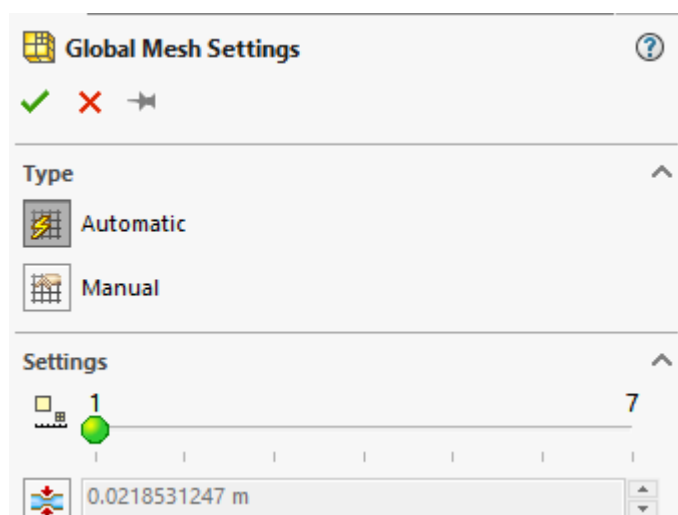 Global Mesh Settings
Type
Automatic
Manual
Settings
1 7
0.0218531247 m